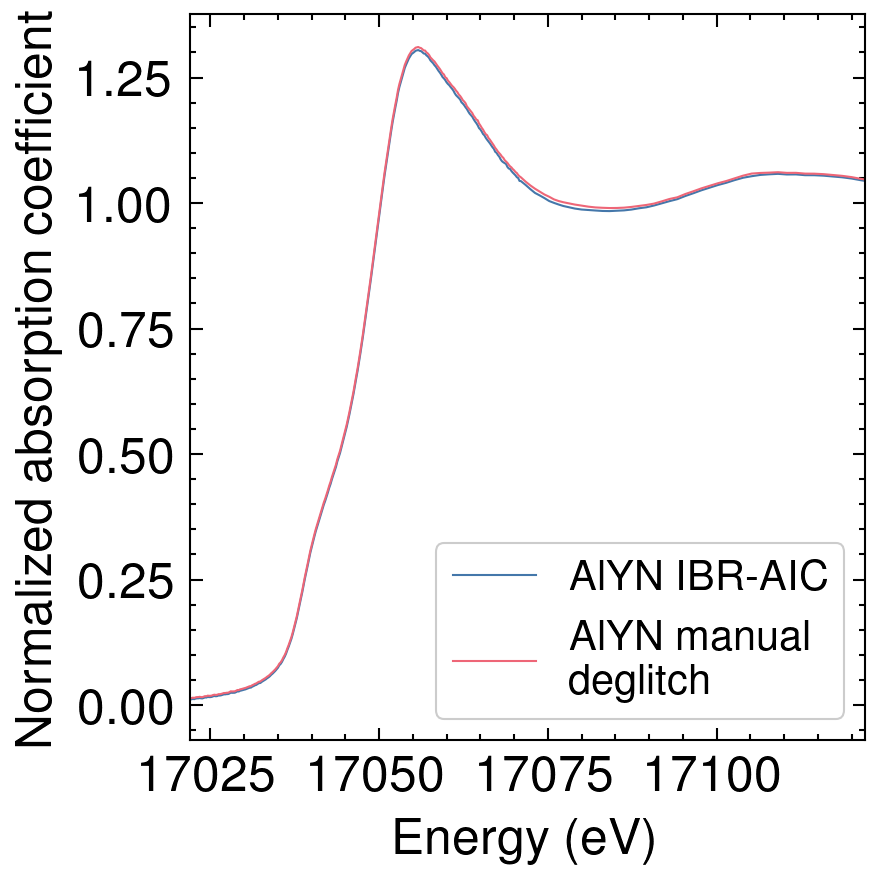 Normalized absorption coefficient
1.25
1.00
0.75
0.50
0.25
0.00
AlYN IBR-AIC
AlYN manual
deglitch
17025 17050 17075 17100
Energy (eV)